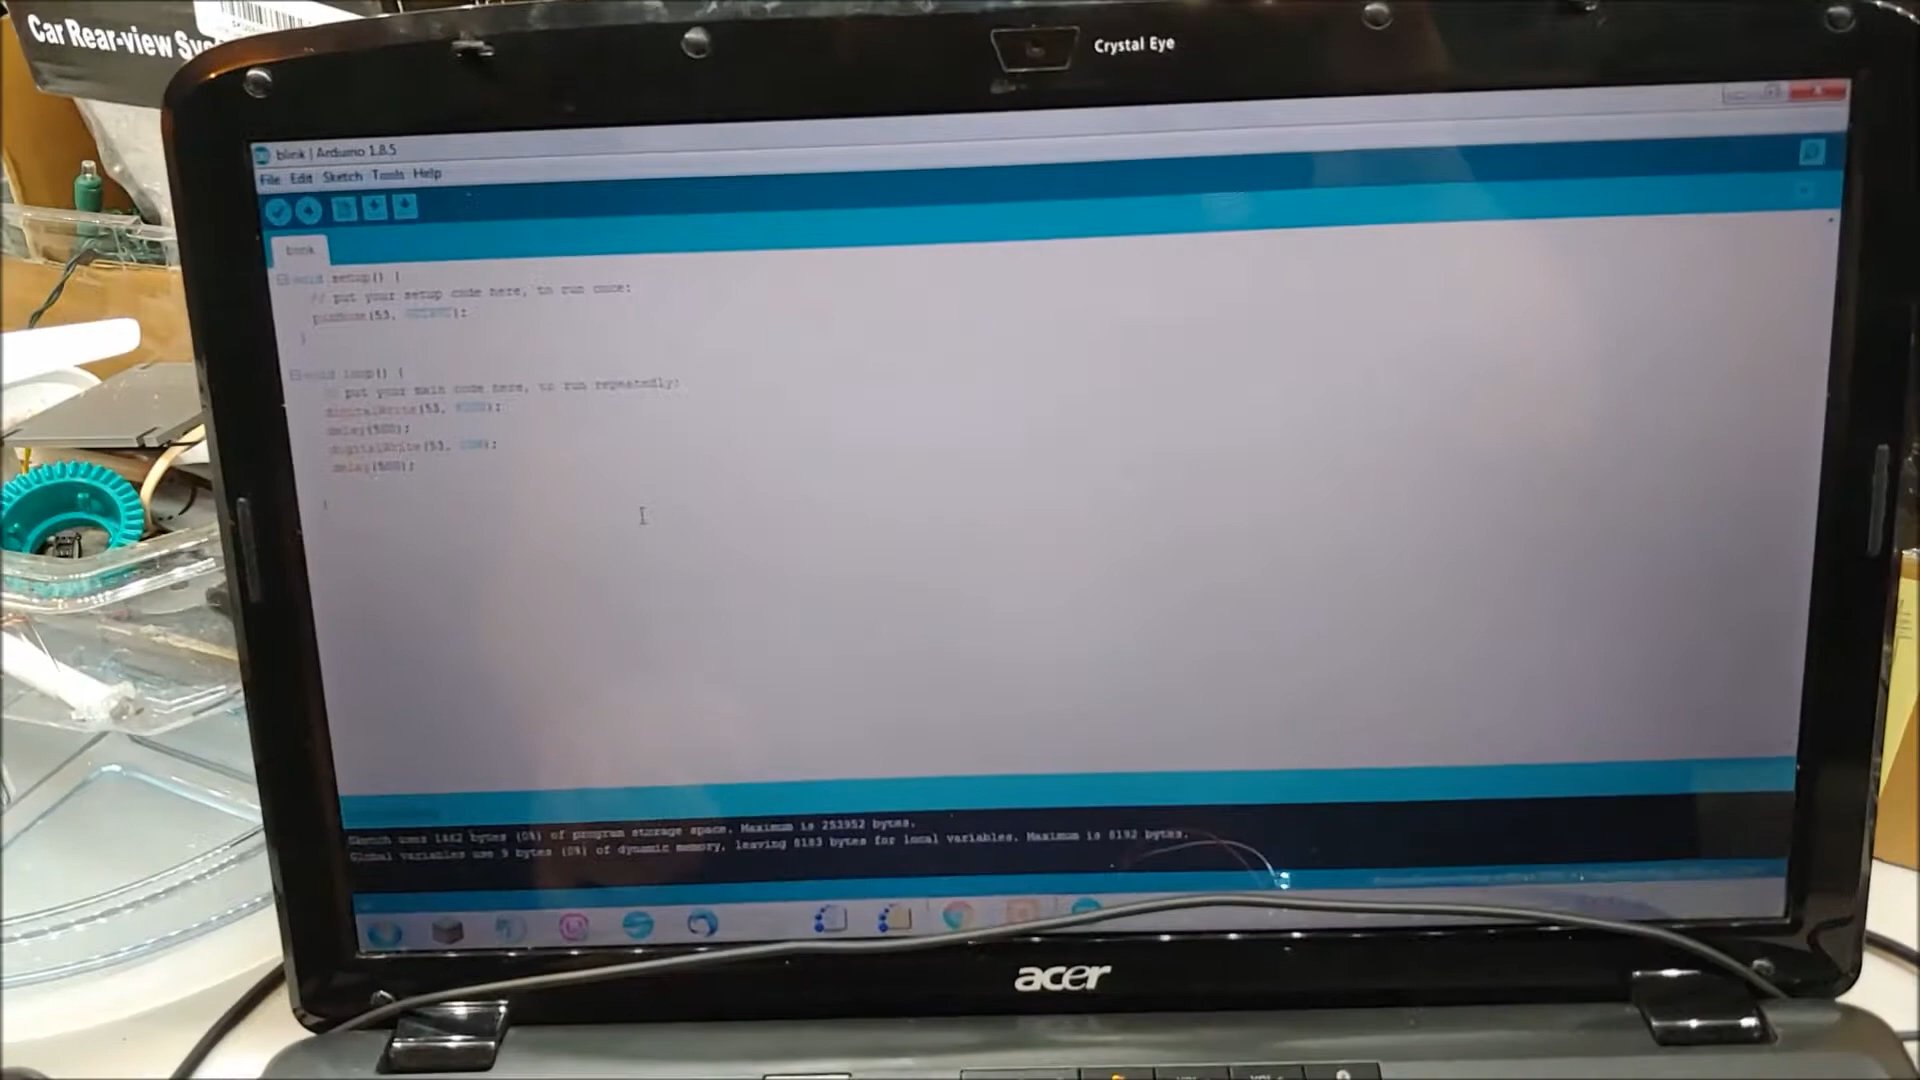 Car Rear-view Sys
Crystal Eye
blink | Arduino 1.8.5
File Edit Sketch Tools Help
blink
void setup() {
// put your setup code here, to run once:
pinMode(53, OUTPUT);
}
void loop() {
// put your main code here, to run repeatedly:
digitalWrite(53, HIGH);
delay(500);
digitalWrite(53, LOW);
delay(500);
}
Sketch uses 1462 bytes (0%) of program storage space. Maximum is 253952 bytes.
Global variables use 9 bytes (0%) of dynamic memory, leaving 8183 bytes for local variables. Maximum is 8192 bytes.
acer